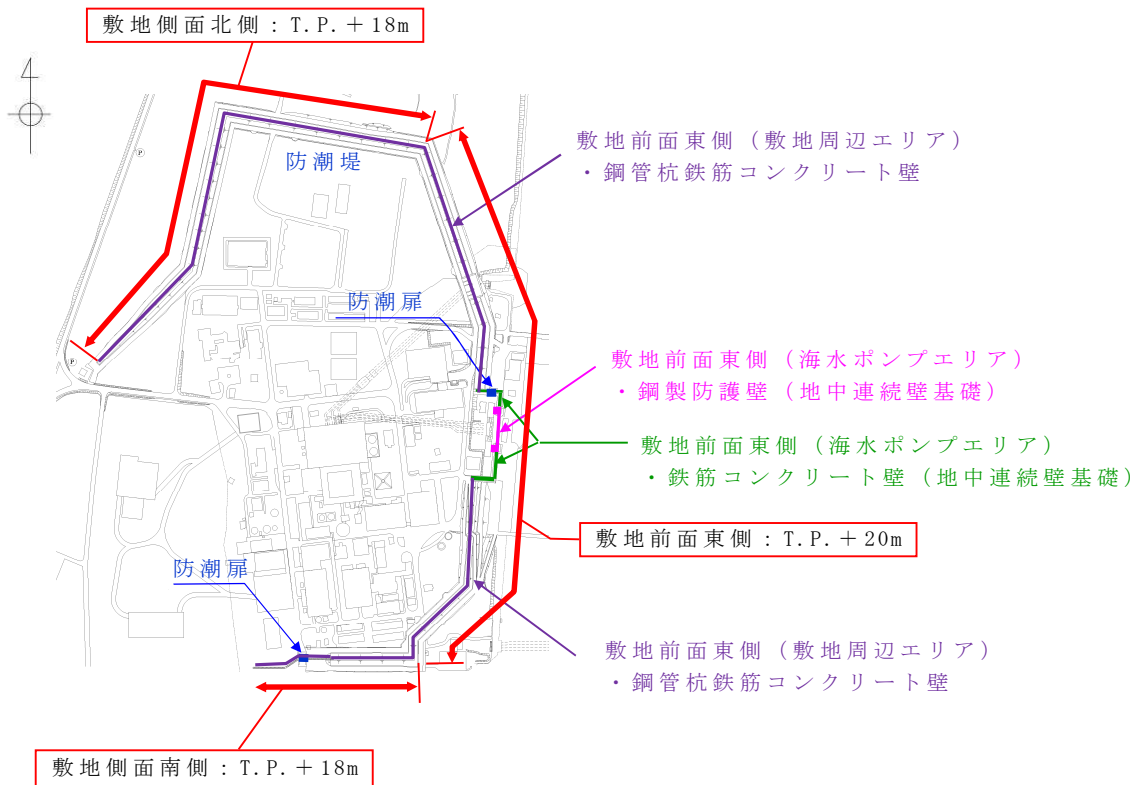 敷地側面北側：T.P.＋18m
敷地前面東側（敷地周辺エリア）
・鋼管杭鉄筋コンクリート壁
防潮堤
P
防潮扉
敷地前面東側（海水ポンプエリア）
・鋼製防護壁（地中連続壁基礎）
P
敷地前面東側（海水ポンプエリア）
・鉄筋コンクリート壁（地中連続壁基礎）
敷地前面東側：T.P.＋20m
防潮扉
敷地前面東側（敷地周辺エリア）
・鋼管杭鉄筋コンクリート壁
敷地側面南側：T.P.＋18m